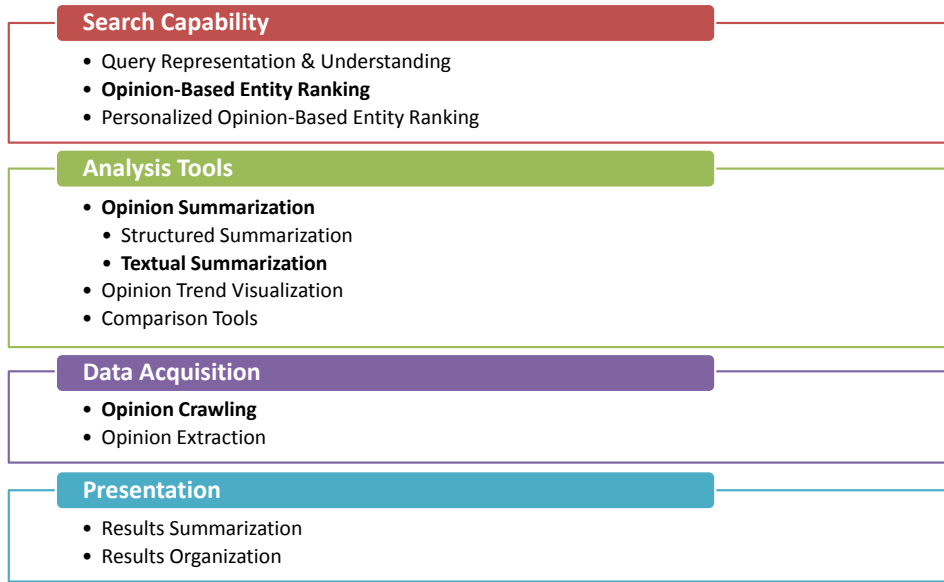 Search Capability
• Query Representation & Understanding
• Opinion-Based Entity Ranking
• Personalized Opinion-Based Entity Ranking
Analysis Tools
• Opinion Summarization
• Structured Summarization
• Textual Summarization
• Opinion Trend Visualization
• Comparison Tools
Data Acquisition
• Opinion Crawling
• Opinion Extraction
Presentation
• Results Summarization
• Results Organization